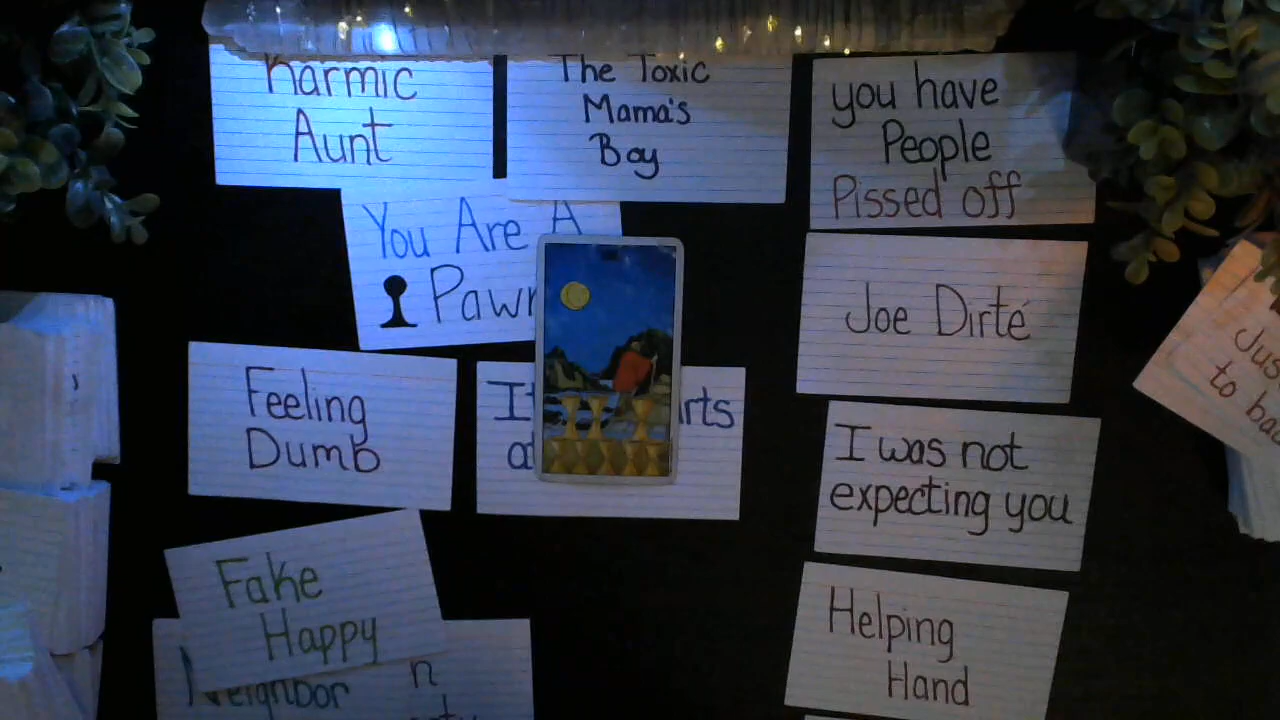 Karmic
Aunt
The Toxic
Mama's
Boy
you have
People
Pissed off
You Are A
Pawn
Joe Dirté
Feeling
Dumb
I was not
expecting you
Fake
Happy
Helping
Hand
Neighbor
to